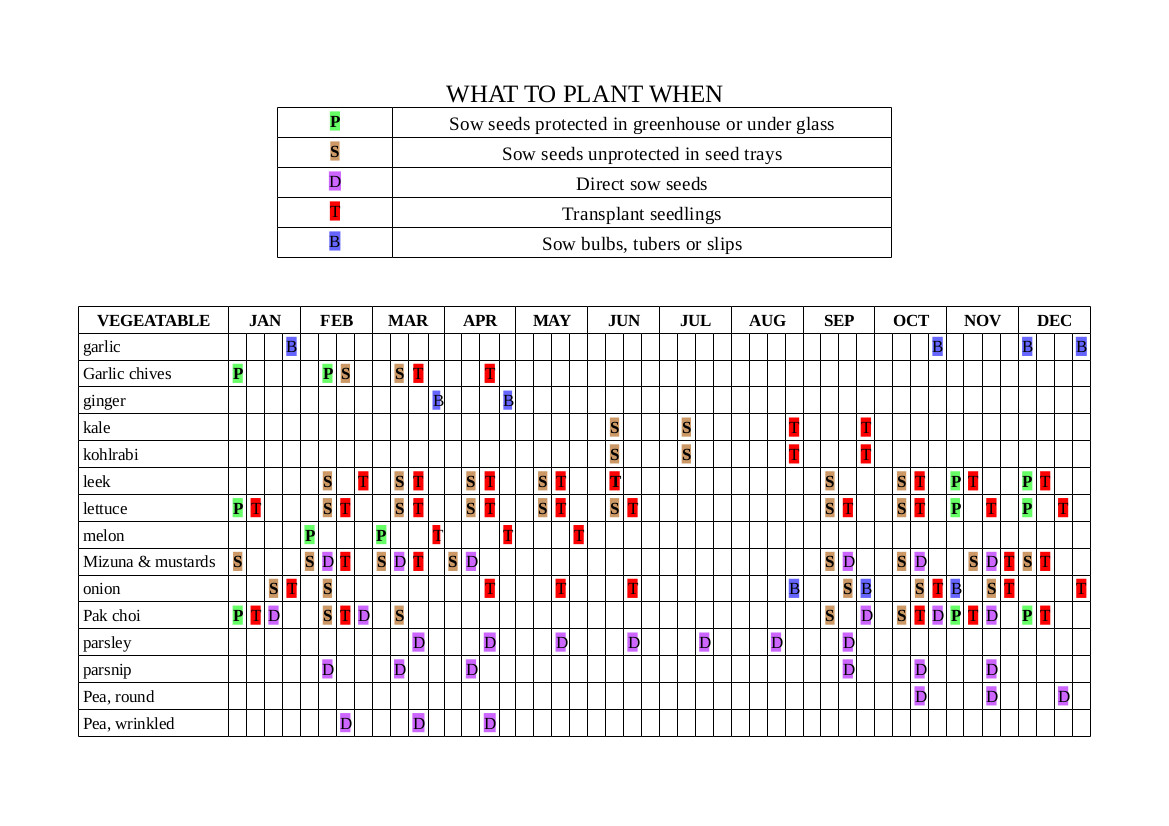 WHAT TO PLANT WHEN
P Sow seeds protected in greenhouse or under glass
S Sow seeds unprotected in seed trays
D Direct sow seeds
T Transplant seedlings
B Sow bulbs, tubers or slips
VEGEATABLE JAN FEB MAR APR MAY JUN JUL AUG SEP OCT NOV DEC
garlic B B B B
Garlic chives P P S S T T
ginger B B
kale S S T T
kohlrabi S S T T
leek S T S T S T S T T S S T P T P T
lettuce P T S T S T S T S T S T S T S T P T P T
melon P P T T T
Mizuna & mustards S S D T S D T S D S D S D S D T S T
onion S T S T T T B S B S T B S T T
Pak choi P T D S T D S S D S T D P T D P T
parsley D D D D D D D
parsnip D D D D D D
Pea, round D D D
Pea, wrinkled D D D